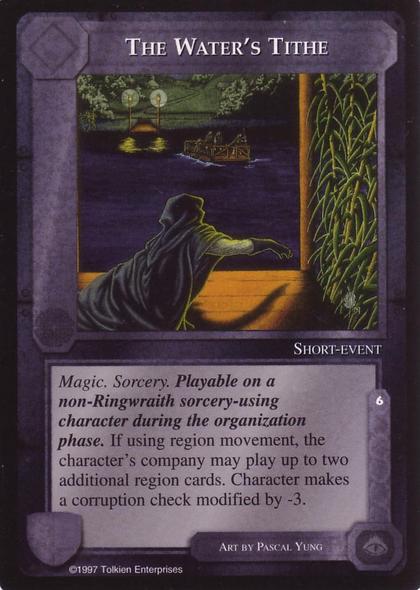 The Water's Tithe
Short-event
Magic. Sorcery. Playable on a
non-Ringwraith sorcery-using
character during the organization
phase. If using region movement, the
character's company may play up to two
additional region cards. Character makes
a corruption check modified by -3.
6
Art by Pascal Yung
©1997 Tolkien Enterprises